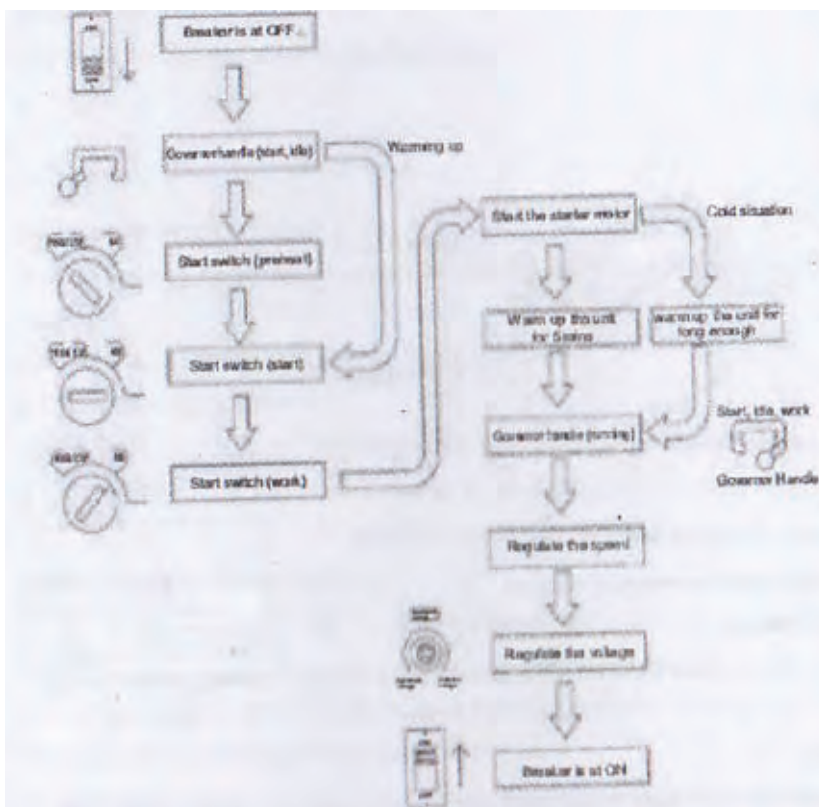 Breaker is at OFF
Governor handle (start, idle)
Warming up
Start switch (preheat)
Start switch (start)
Start switch (work)
Start the starter motor
Cold situation
Warm up the unit
for 5 mins
warm up the unit for
long enough
Governor handle (running)
Start, idle, work
Governor Handle
Regulate the speed
Regulate the voltage
Breaker is at ON